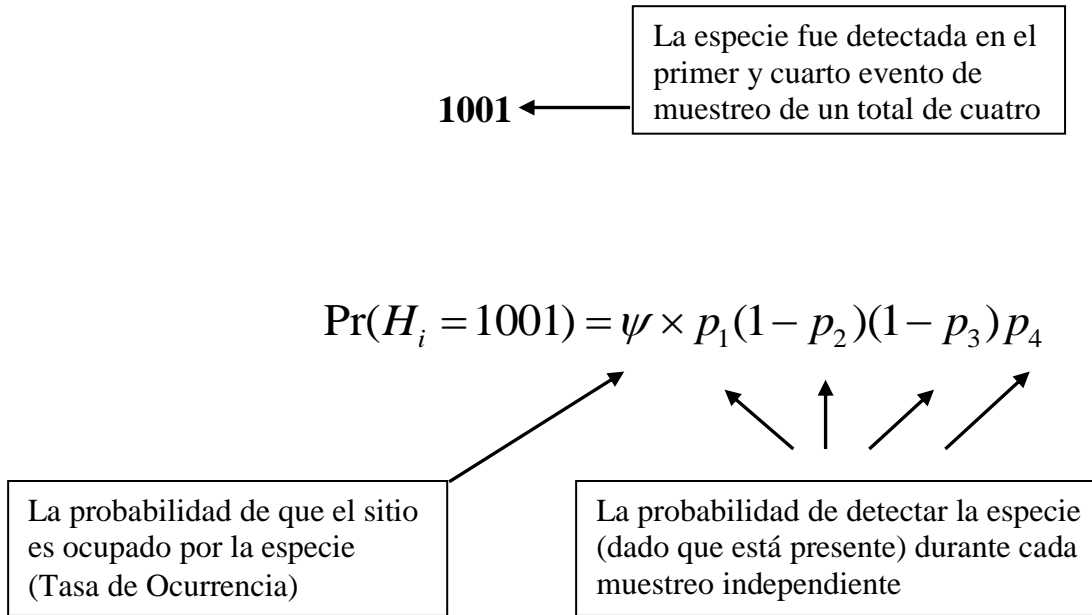 La especie fue detectada en el
primer y cuarto evento de
muestreo de un total de cuatro
1001
Pr(H_i = 1001) = ψ × p_1(1 − p_2)(1 − p_3)p_4
La probabilidad de que el sitio
es ocupado por la especie
(Tasa de Ocurrencia)
La probabilidad de detectar la especie
(dado que está presente) durante cada
muestreo independiente